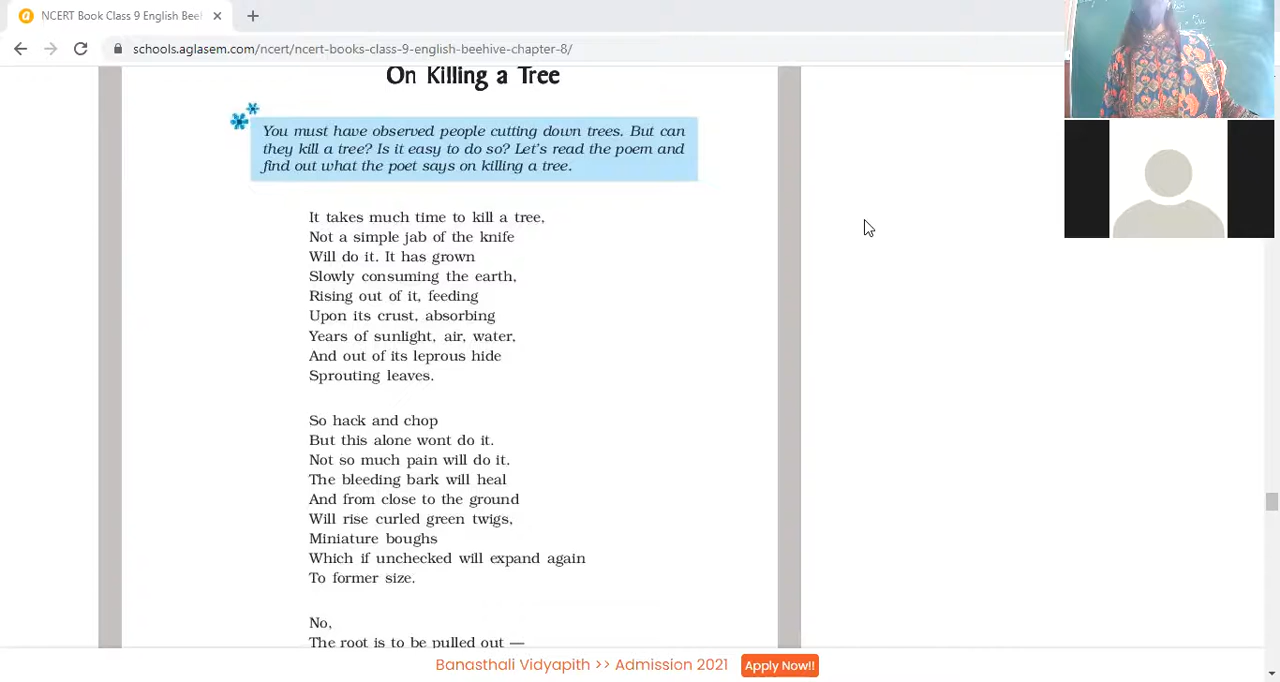 NCERT Book Class 9 English Beeh
schools.aglasem.com/ncert/ncert-books-class-9-english-beehive-chapter-8/
On Killing a Tree
You must have observed people cutting down trees. But can
they kill a tree? Is it easy to do so? Let's read the poem and
find out what the poet says on killing a tree.
It takes much time to kill a tree,
Not a simple jab of the knife
Will do it. It has grown
Slowly consuming the earth,
Rising out of it, feeding
Upon its crust, absorbing
Years of sunlight, air, water,
And out of its leprous hide
Sprouting leaves.
So hack and chop
But this alone wont do it.
Not so much pain will do it.
The bleeding bark will heal
And from close to the ground
Will rise curled green twigs,
Miniature boughs
Which if unchecked will expand again
To former size.
No,
The root is to be pulled out —
Banasthali Vidyapith >> Admission 2021 Apply Now!!